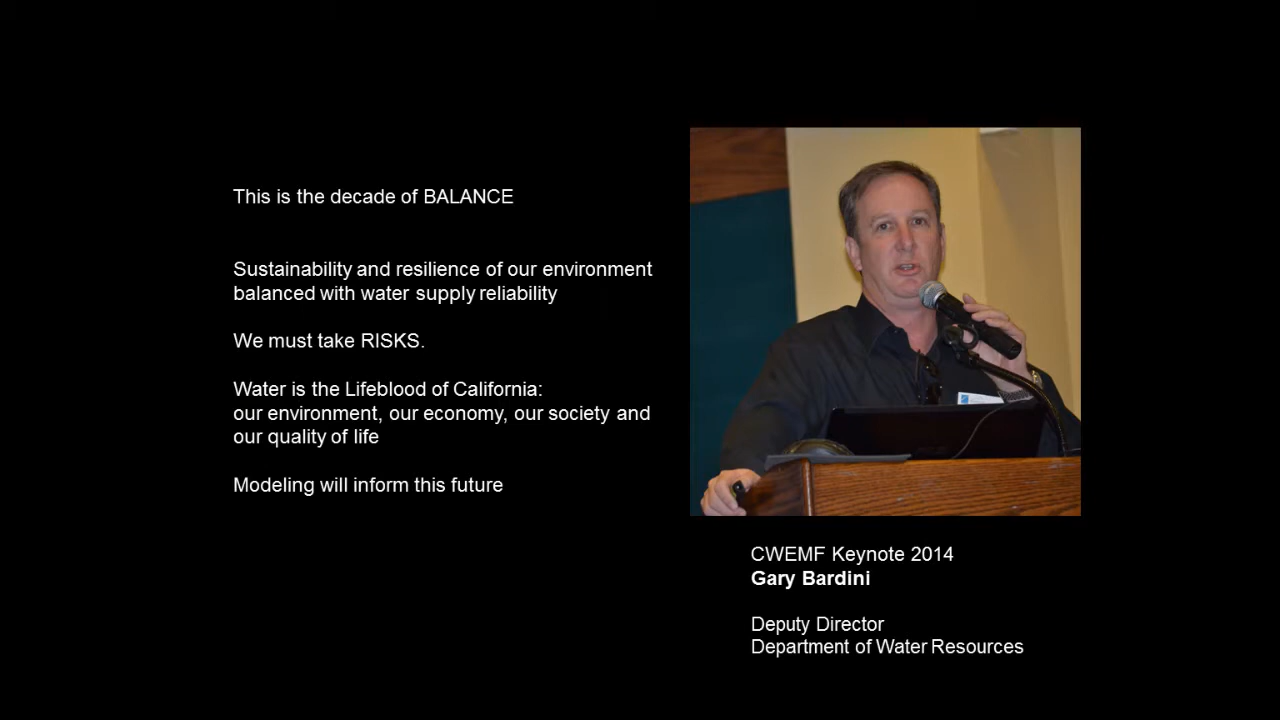 This is the decade of BALANCE
Sustainability and resilience of our environment
balanced with water supply reliability
We must take RISKS.
Water is the Lifeblood of California:
our environment, our economy, our society and
our quality of life
Modeling will inform this future
CWEMF Keynote 2014
Gary Bardini
Deputy Director
Department of Water Resources